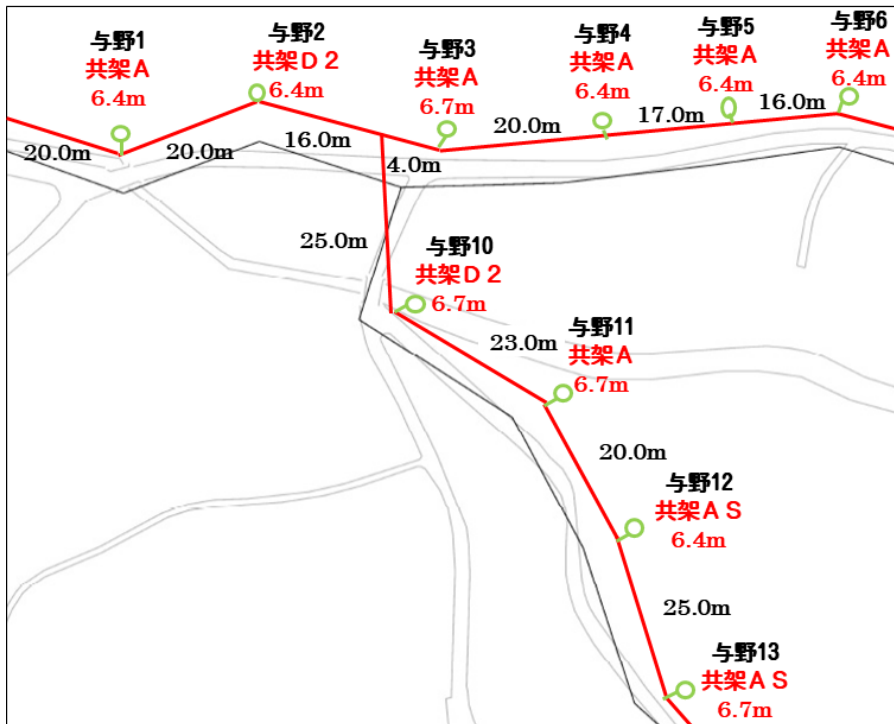 与野1
共架A
6.4m
与野2
共架D2
6.4m
与野3
共架A
6.7m
与野4
共架A
6.4m
与野5
共架A
6.4m
与野6
共架A
6.4m
20.0m
20.0m
16.0m
4.0m
20.0m
17.0m
16.0m
25.0m
与野10
共架D2
6.7m
23.0m
与野11
共架A
6.7m
20.0m
与野12
共架AS
6.4m
25.0m
与野13
共架AS
6.7m